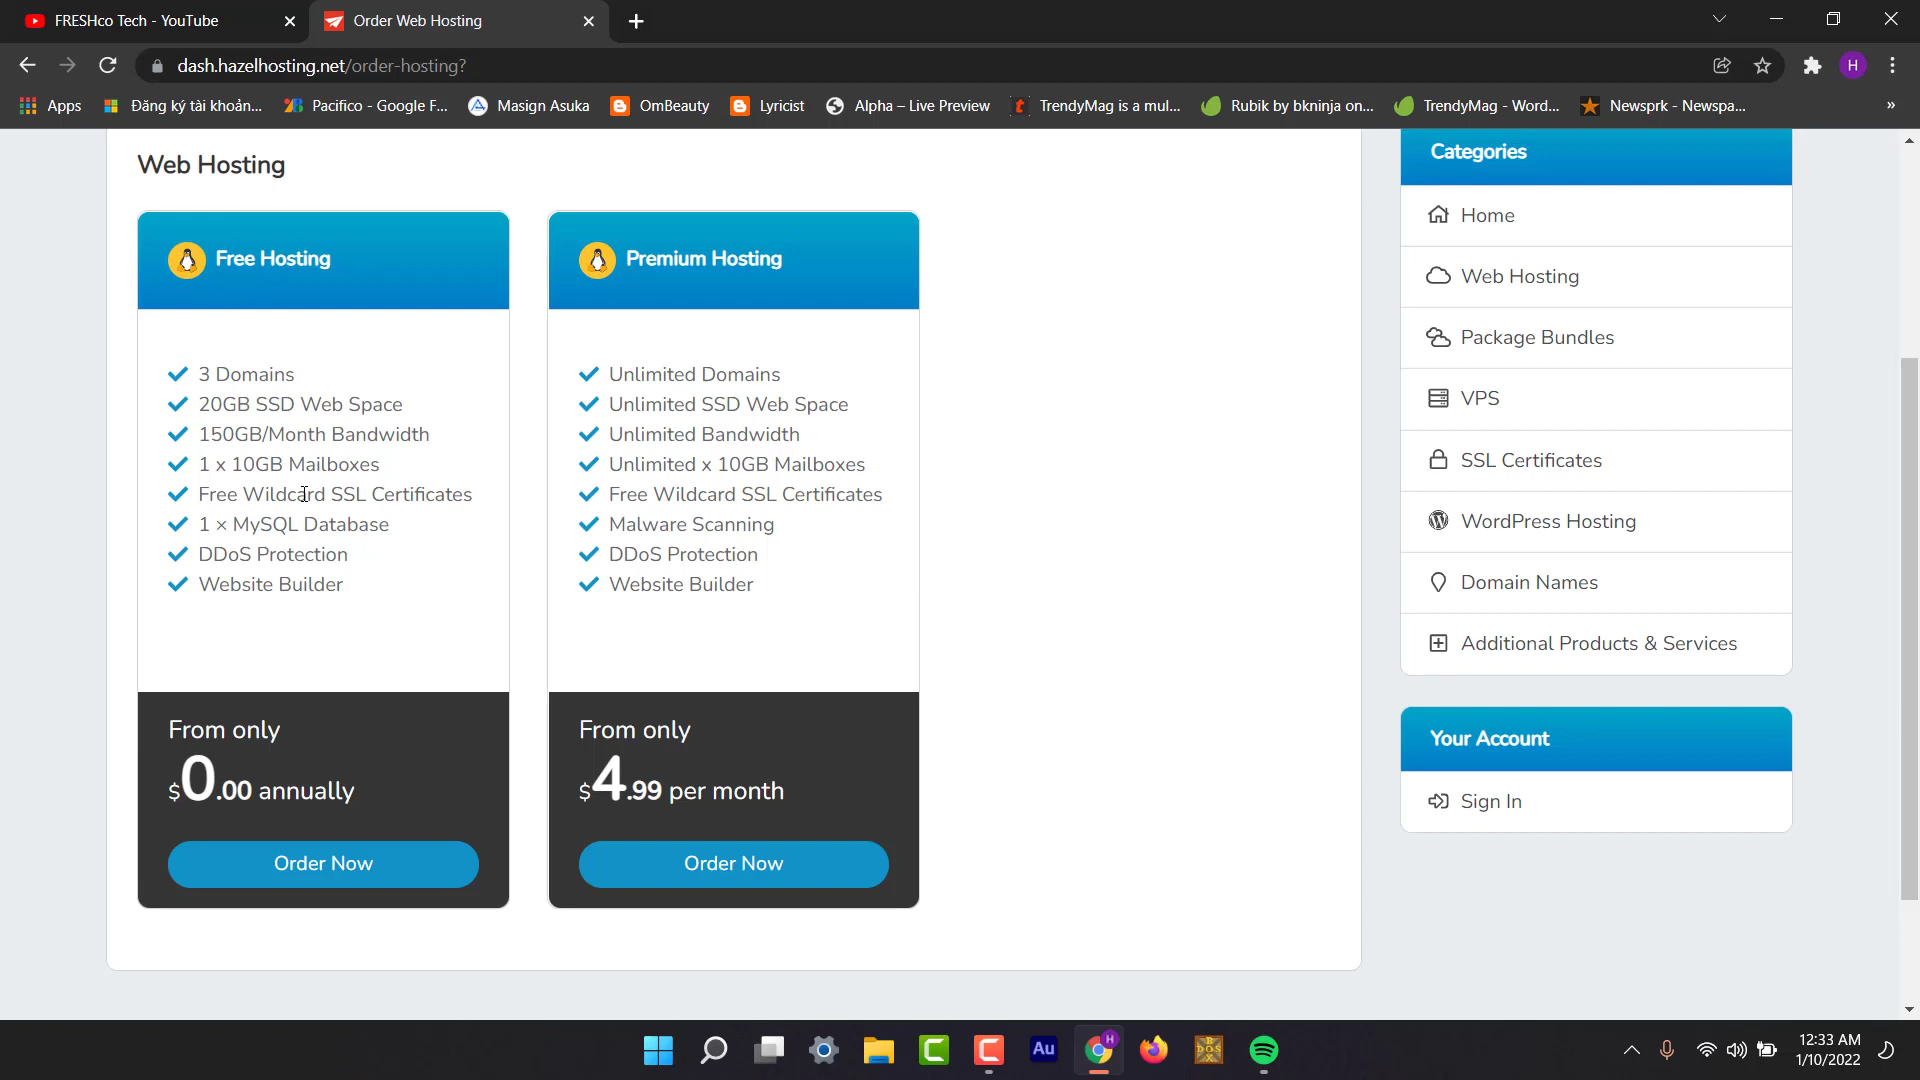 FRESHco Tech - YouTube
Order Web Hosting
dash.hazelhosting.net/order-hosting?
H
Apps
Đăng ký tài khoản...
Pacifico - Google F...
Masign Asuka
OmBeauty
Lyricist
Alpha – Live Preview
TrendyMag is a mul...
Rubik by bkninja on...
TrendyMag - Word...
Newsprk - Newspa...
»
Web Hosting
Free Hosting
3 Domains
20GB SSD Web Space
150GB/Month Bandwidth
1 x 10GB Mailboxes
Free Wildcard SSL Certificates
1 × MySQL Database
DDoS Protection
Website Builder
From only
$0.00 annually
Order Now
Premium Hosting
Unlimited Domains
Unlimited SSD Web Space
Unlimited Bandwidth
Unlimited x 10GB Mailboxes
Free Wildcard SSL Certificates
Malware Scanning
DDoS Protection
Website Builder
From only
$4.99 per month
Order Now
Categories
Home
Web Hosting
Package Bundles
VPS
SSL Certificates
WordPress Hosting
Domain Names
Additional Products & Services
Your Account
Sign In
Au
H
12:33 AM
1/10/2022